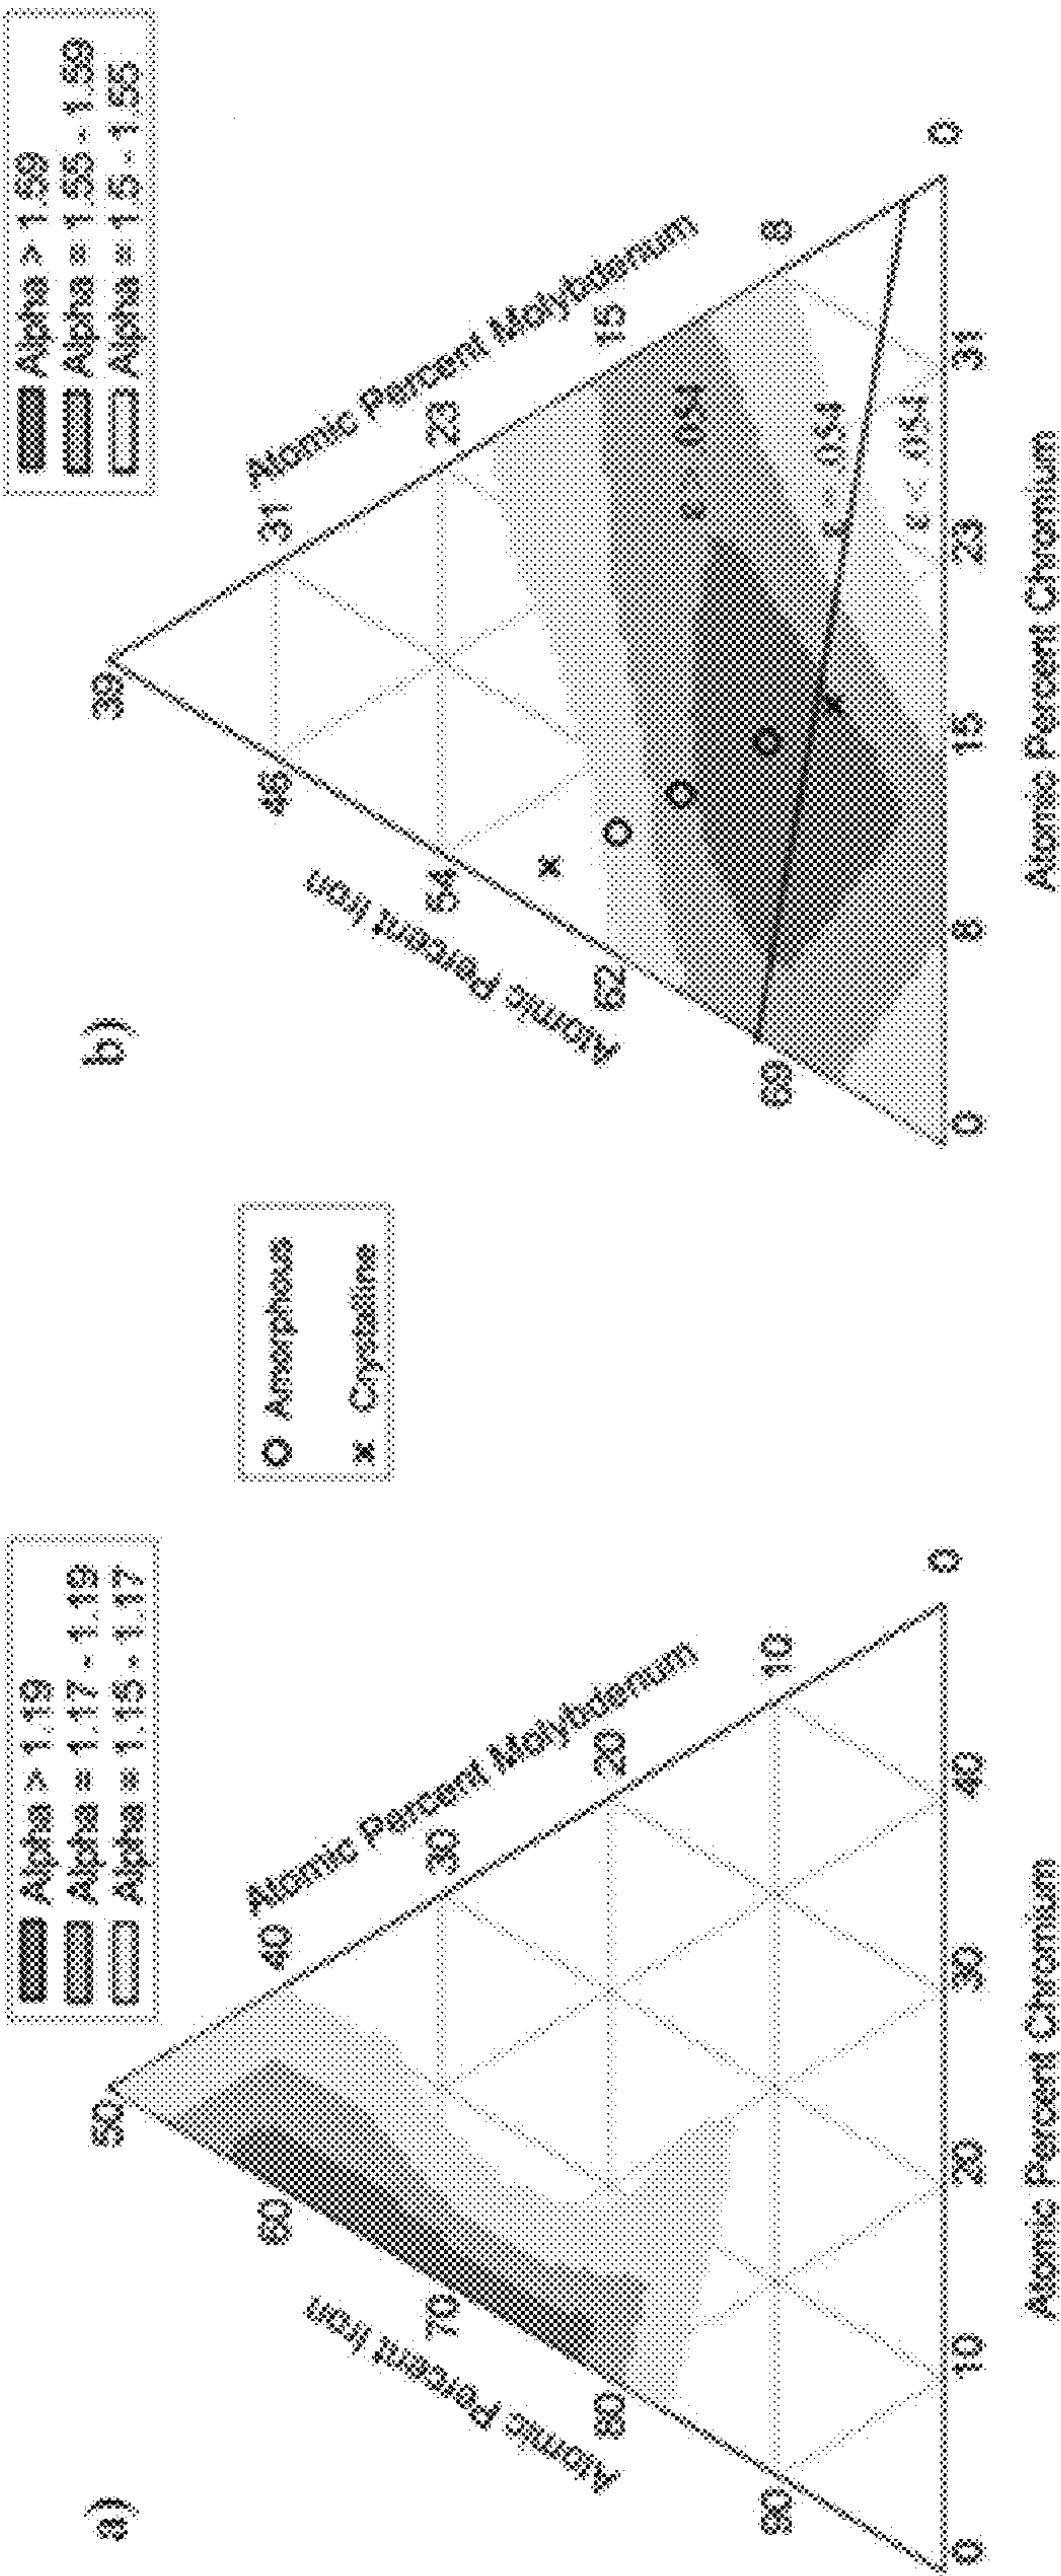 a)
Alpha > 1.19
Alpha = 1.17 - 1.19
Alpha = 1.15 - 1.17
50
60
70
80
90
0
Atomic Percent Iron
40
30
20
10
0
Atomic Percent Molybdenum
10
20
30
40
Atomic Percent Chromium
Amorphous
Crystalline
b)
Alpha > 1.59
Alpha = 1.55 - 1.59
Alpha = 1.5 - 1.55
39
46
54
62
69
0
Atomic Percent Iron
31
23
15
8
0
Atomic Percent Molybdenum
ε > .054
ε = .054
ε < .054
8
15
23
31
Atomic Percent Chromium